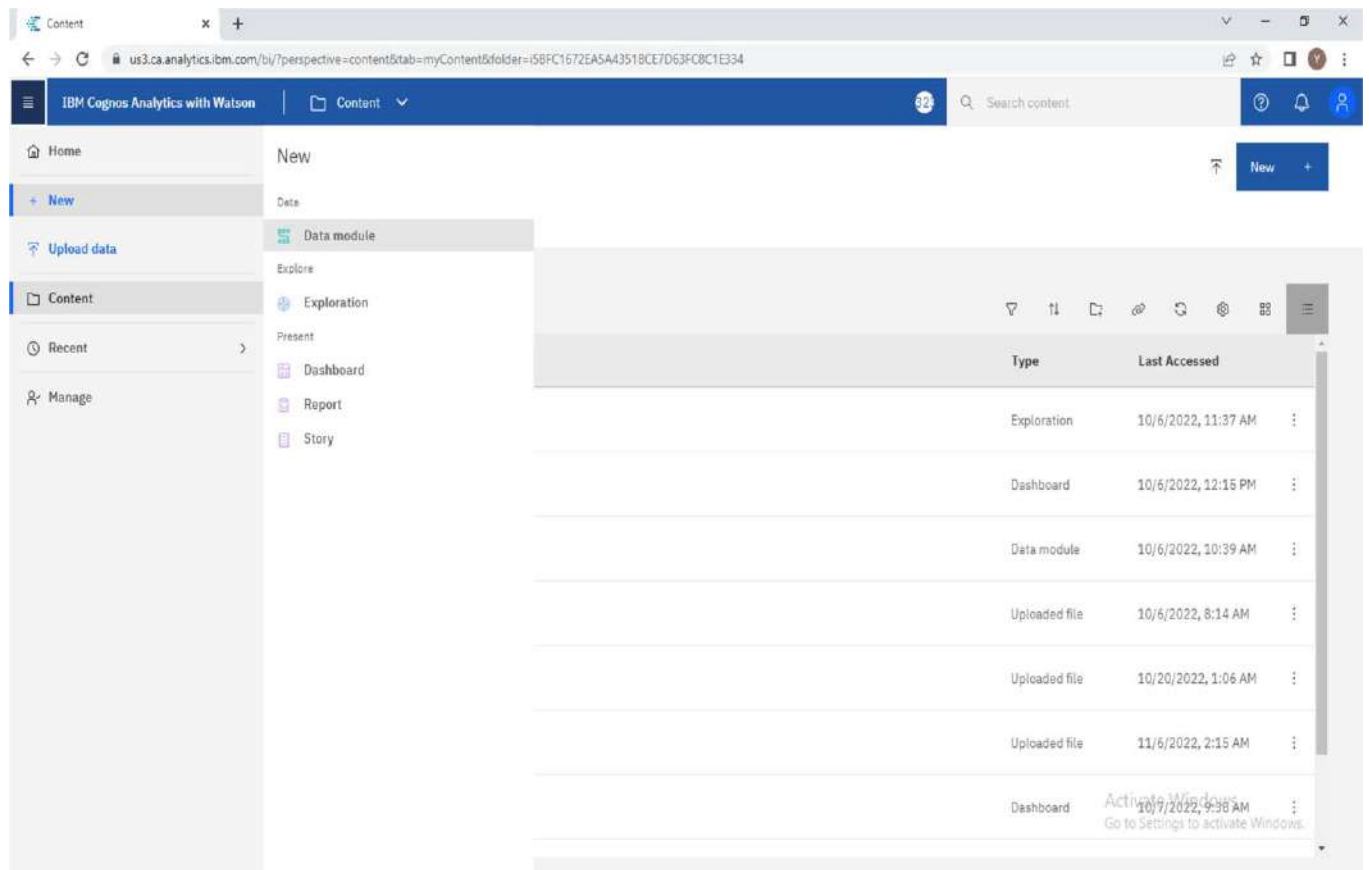 Content
us3.ca.analytics.ibm.com/bi/?perspective=content&tab=myContent&folder=i5BFC1672EA5A43518CE7D63FC8C1E334
IBM Cognos Analytics with Watson
Content
Search content
Home
New
New
New
Data
Upload data
Data module
Explore
Content
Exploration
Recent
Present
Type
Last Accessed
Dashboard
Manage
Report
Exploration
10/6/2022, 11:37 AM
Story
Dashboard
10/6/2022, 12:15 PM
Data module
10/6/2022, 10:39 AM
Uploaded file
10/6/2022, 8:14 AM
Uploaded file
10/20/2022, 1:06 AM
Uploaded file
11/6/2022, 2:15 AM
Dashboard
10/7/2022, 9:38 AM
Activate Windows
Go to Settings to activate Windows.